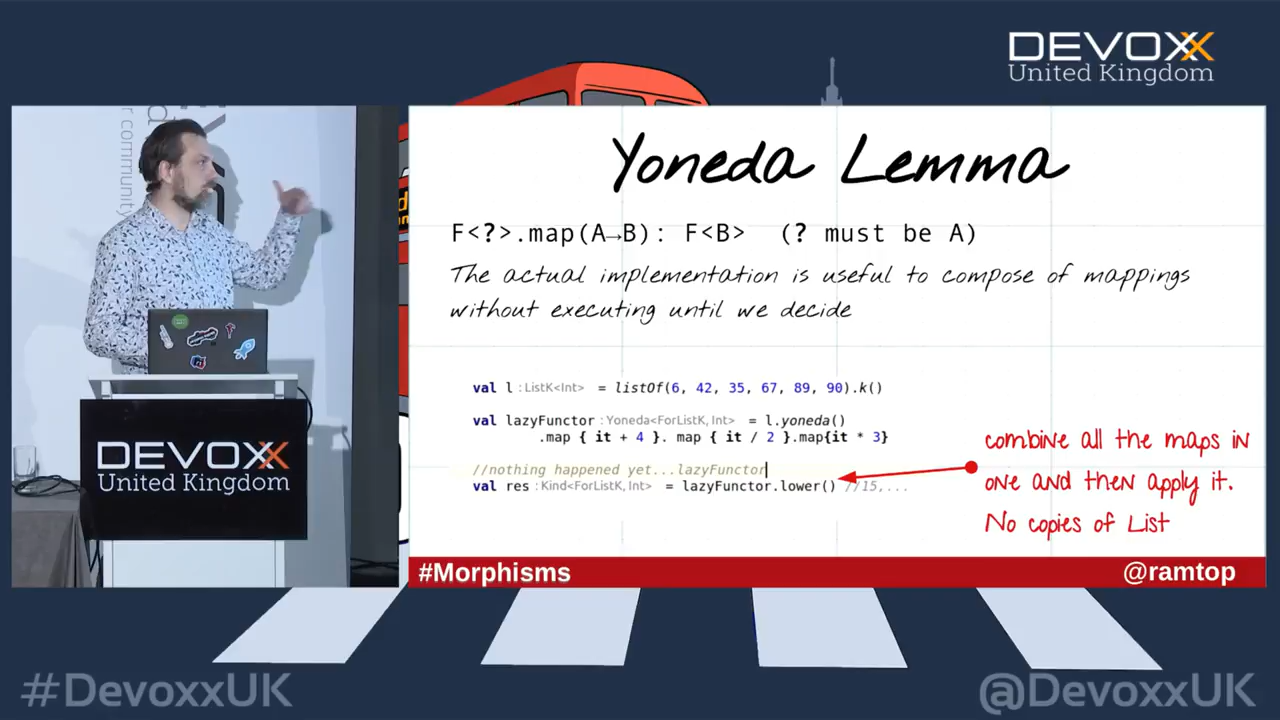 DEVOXX
United Kingdom
r community
Yoneda Lemma
F<?>.map(A→B): F<B> (? must be A)
The actual implementation is useful to compose of mappings
without executing until we decide
val l : ListK<Int> = listOf(6, 42, 35, 67, 89, 90).k()
val lazyFunctor : Yoneda<ForListK, Int> = l.yoneda()
.map { it + 4 }. map { it / 2 }.map{it * 3}
//nothing happened yet...lazyFunctor
val res : Kind<ForListK, Int> = lazyFunctor.lower() //15,...
combine all the maps in
one and then apply it.
No copies of List
DEVOXX
United Kingdom
#Morphisms
@ramtop
#DevoxxUK
@DevoxxUK